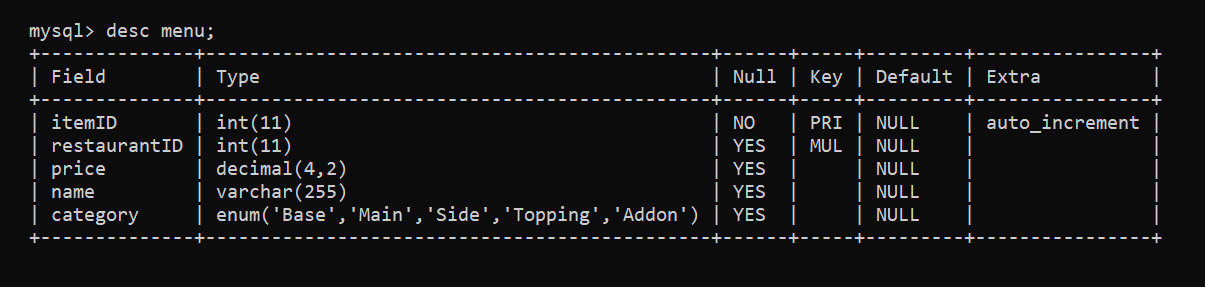 mysql> desc menu;
+--------------+----------------------------------------------+------+-----+---------+----------------+
| Field        | Type                                         | Null | Key | Default | Extra          |
+--------------+----------------------------------------------+------+-----+---------+----------------+
| itemID       | int(11)                                      | NO   | PRI | NULL    | auto_increment |
| restaurantID | int(11)                                      | YES  | MUL | NULL    |                |
| price        | decimal(4,2)                                 | YES  |     | NULL    |                |
| name         | varchar(255)                                 | YES  |     | NULL    |                |
| category     | enum('Base','Main','Side','Topping','Addon') | YES  |     | NULL    |                |
+--------------+----------------------------------------------+------+-----+---------+----------------+